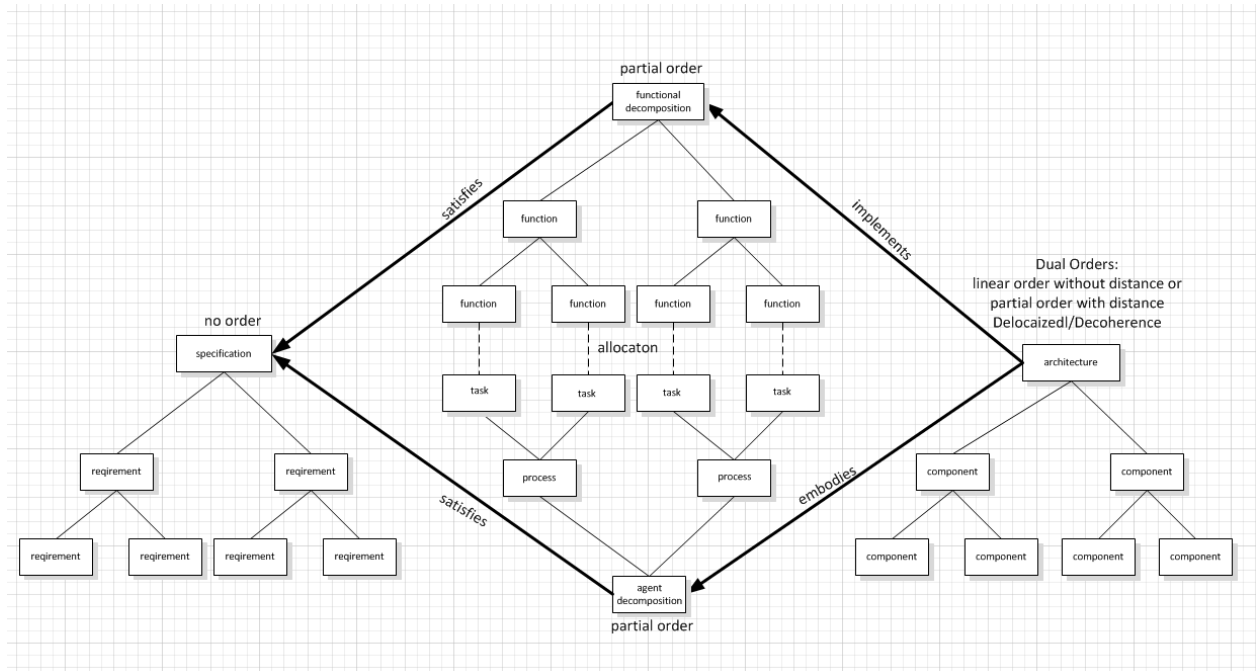 partial order
functional
decomposition
satisfies
implements
function
function
Dual Orders:
linear order without distance or
partial order with distance
Delocaizedl/Decoherence
function
function
function
function
no order
specification
allocaton
architecture
task
task
task
task
reqirement
reqirement
process
process
component
component
satisfies
embodies
reqirement
reqirement
reqirement
reqirement
component
component
component
component
agent
decomposition
partial order